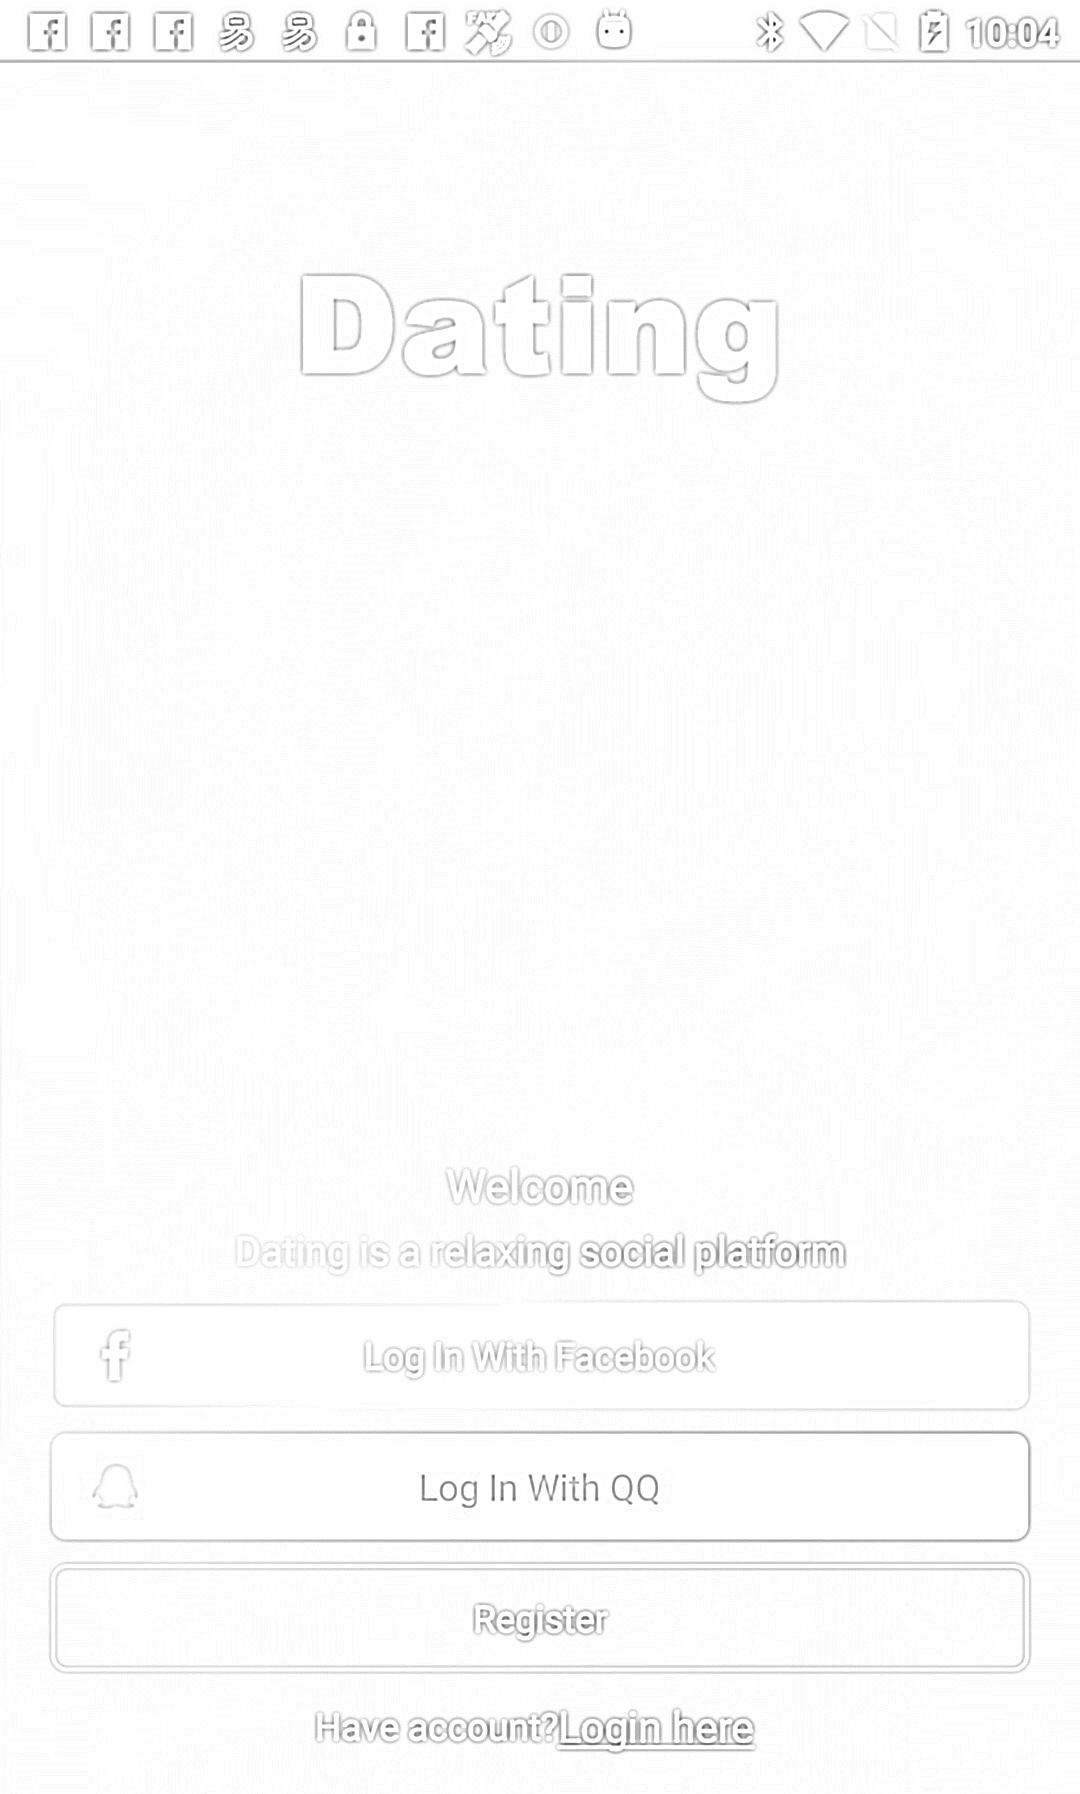 10:04
Dating
Welcome
Dating is a relaxing social platform
Log In With Facebook
Log In With QQ
Register
Have account?Login here